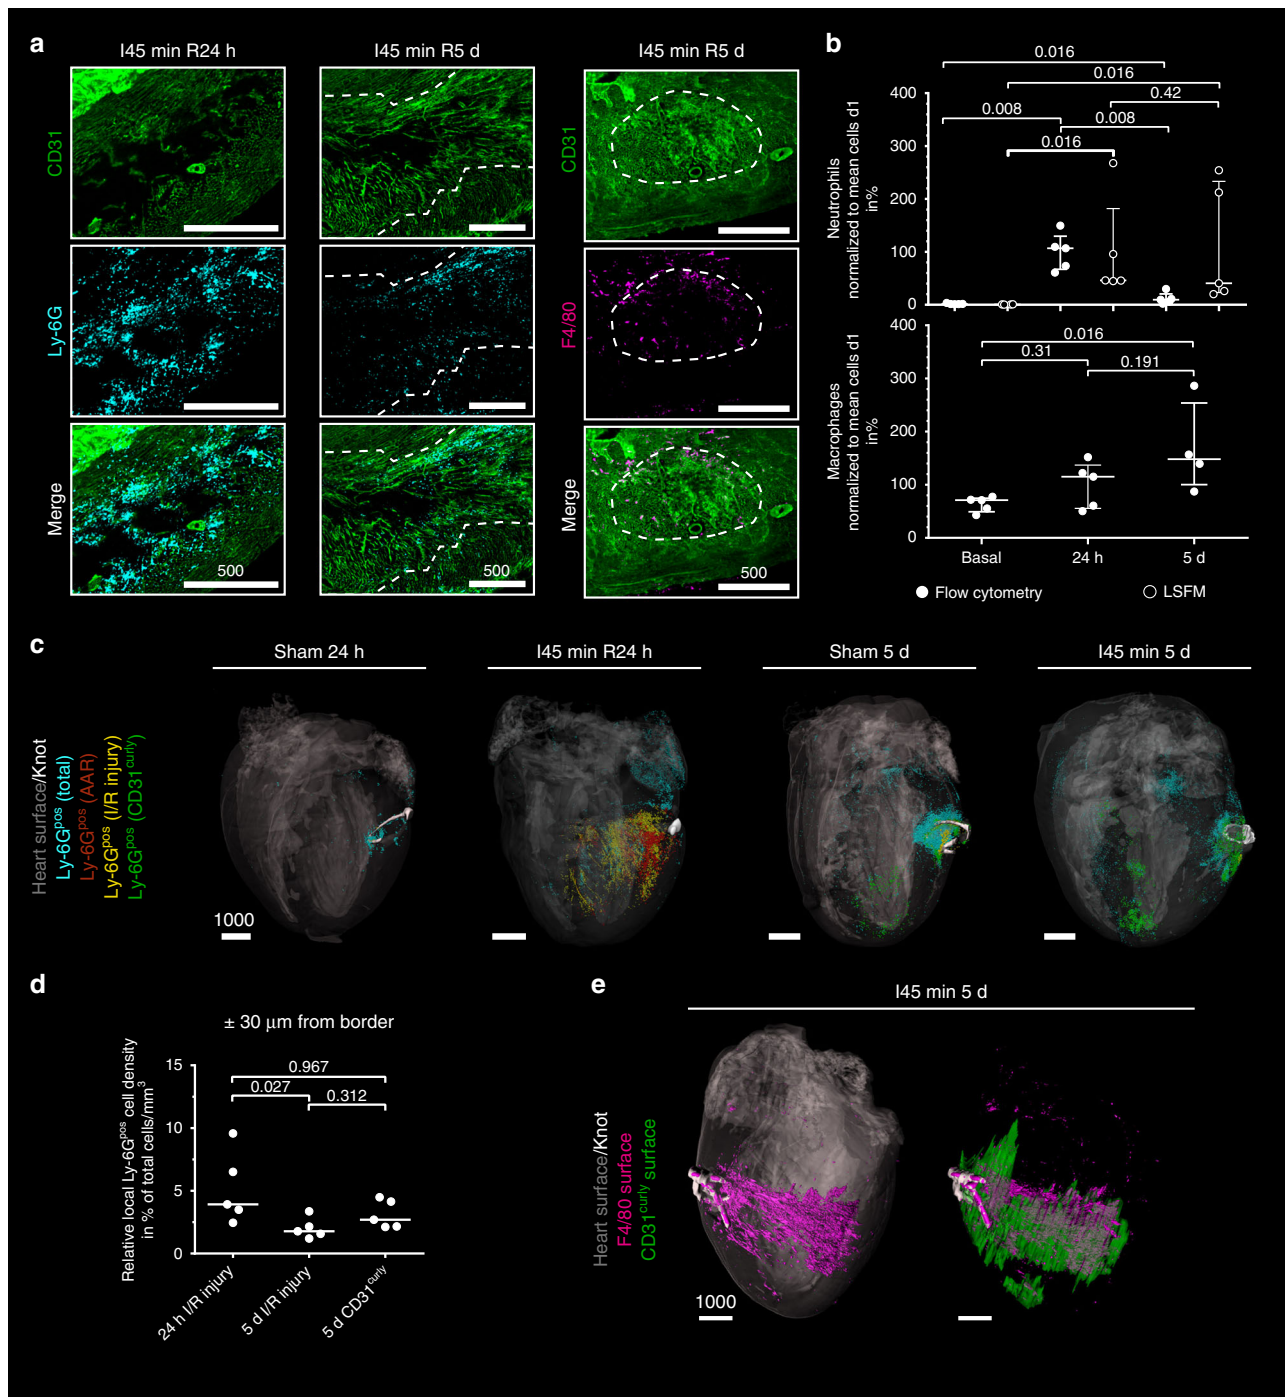 a
I45 min R24 h
I45 min R5 d
I45 min R5 d
CD31
CD31
Ly-6G
F4/80
Merge
Merge
500
500
500
b
0.016
0.016
0.42
0.008
0.008
0.016
Neutrophils
normalized to mean cells d1
in%
400
300
200
100
0
0.016
0.31
0.191
Macrophages
normalized to mean cells d1
in%
400
300
200
100
0
Basal
24 h
5 d
Flow cytometry
LSFM
c
Sham 24 h
I45 min R24 h
Sham 5 d
I45 min 5 d
Heart surface/Knot
Ly-6Gpos (total)
Ly-6Gpos (AAR)
Ly-6Gpos (I/R injury)
Ly-6Gpos (CD31curly)
1000
d
± 30 μm from border
Relative local Ly-6Gpos cell density
in % of total cells/mm3
15
10
5
0
0.967
0.027
0.312
24 h I/R injury
5 d I/R injury
5 d CD31curly
e
I45 min 5 d
Heart surface/Knot
F4/80 surface
CD31curly surface
1000